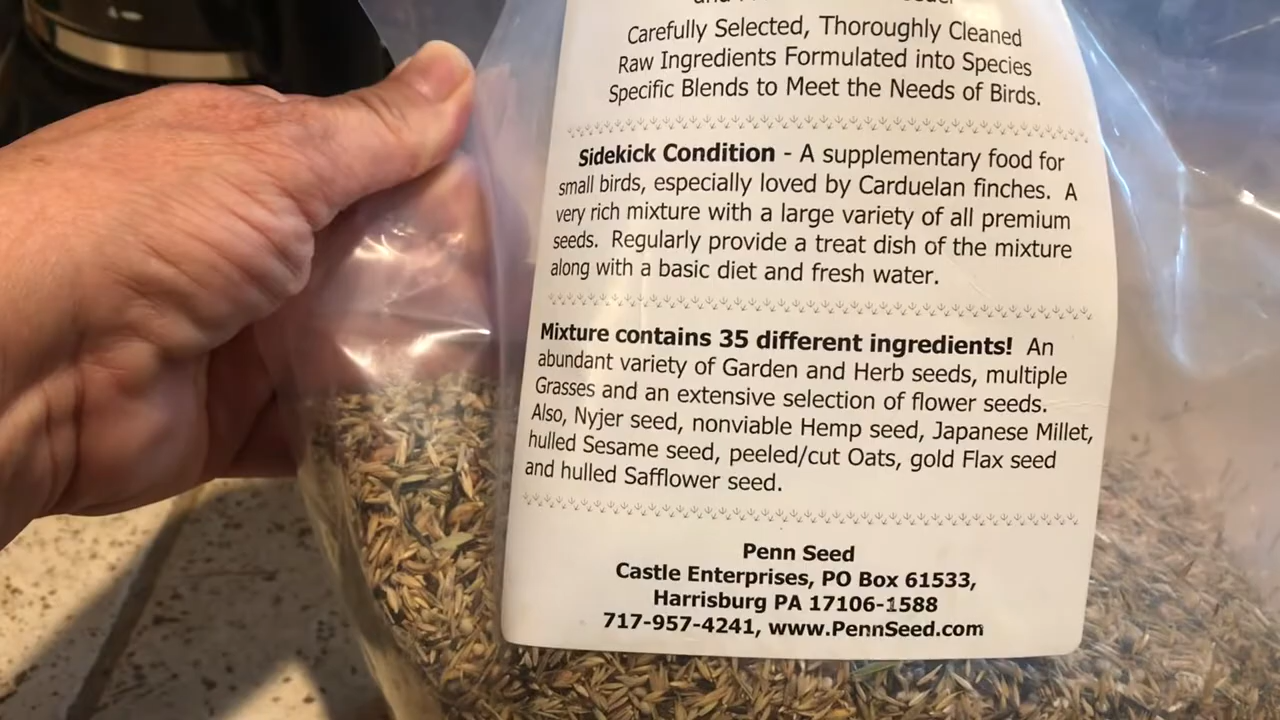 Carefully Selected, Thoroughly Cleaned
Raw Ingredients Formulated into Species
Specific Blends to Meet the Needs of Birds.
Sidekick Condition - A supplementary food for
small birds, especially loved by Carduelan finches. A
very rich mixture with a large variety of all premium
seeds. Regularly provide a treat dish of the mixture
along with a basic diet and fresh water.
Mixture contains 35 different ingredients! An
abundant variety of Garden and Herb seeds, multiple
Grasses and an extensive selection of flower seeds.
Also, Nyjer seed, nonviable Hemp seed, Japanese Millet,
hulled Sesame seed, peeled/cut Oats, gold Flax seed
and hulled Safflower seed.
Penn Seed
Castle Enterprises, PO Box 61533,
Harrisburg PA 17106-1588
717-957-4241, www.PennSeed.com